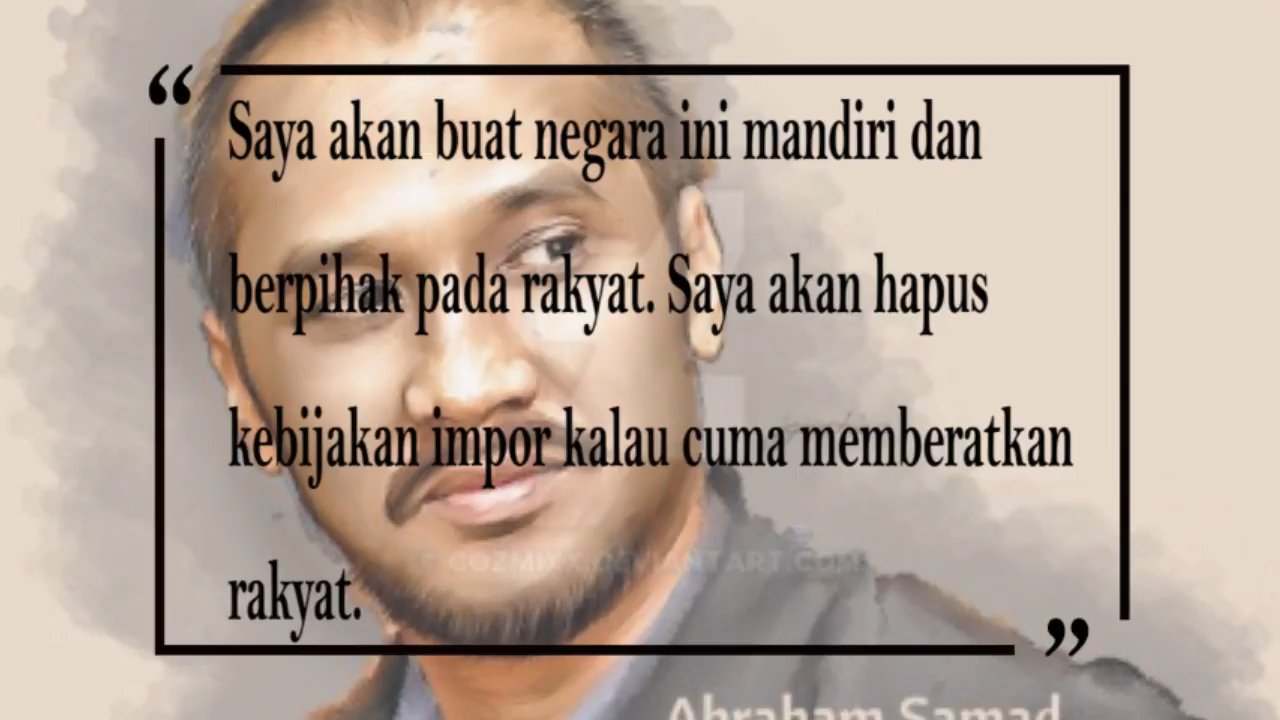 “
Saya akan buat negara ini mandiri dan
berpihak pada rakyat. Saya akan hapus
kebijakan impor kalau cuma memberatkan
rakyat.
”
Abraham Samad